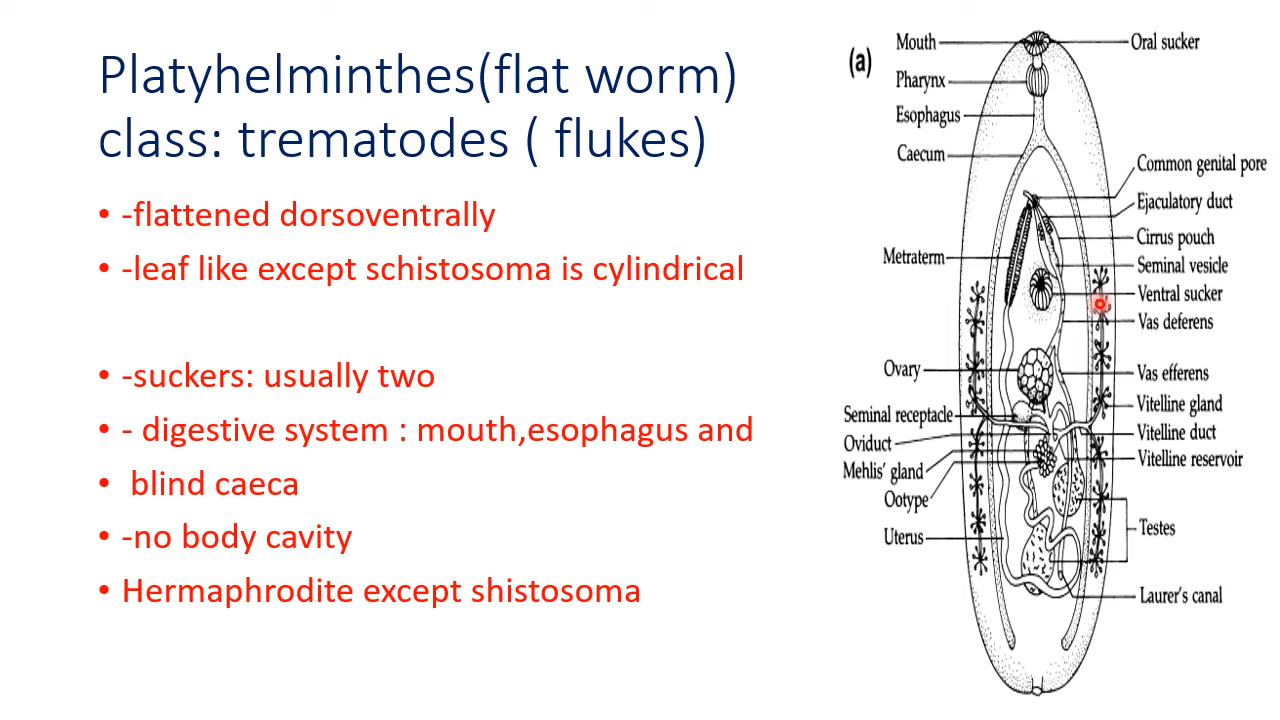 Platyhelminthes(flat worm)
class: trematodes ( flukes)
• -flattened dorsoventrally
• -leaf like except schistosoma is cylindrical
• -suckers: usually two
• - digestive system : mouth,esophagus and
• blind caeca
• -no body cavity
• Hermaphrodite except shistosoma
(a)
Mouth
Pharynx
Esophagus
Caecum
Metraterm
Ovary
Seminal receptacle
Oviduct
Mehlis' gland
Ootype
Uterus
Oral sucker
Common genital pore
Ejaculatory duct
Cirrus pouch
Seminal vesicle
Ventral sucker
Vas deferens
Vas efferens
Vitelline gland
Vitelline duct
Vitelline reservoir
Testes
Laurer's canal